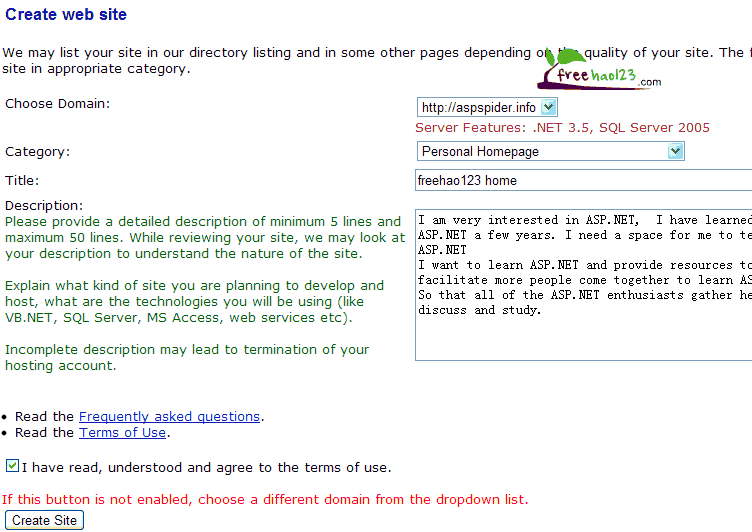 Create web site
We may list your site in our directory listing and in some other pages depending on the quality of your site. The
site in appropriate category.
freehao123.com
Choose Domain:
http://aspspider.info
Server Features: .NET 3.5, SQL Server 2005
Category:
Personal Homepage
Title:
freehao123 home
Description:
Please provide a detailed description of minimum 5 lines and
maximum 50 lines. While reviewing your site, we may look at
your description to understand the nature of the site.
Explain what kind of site you are planning to develop and
host, what are the technologies you will be using (like
VB.NET, SQL Server, MS Access, web services etc).
Incomplete description may lead to termination of your
hosting account.
I am very interested in ASP.NET, I have learned
ASP.NET a few years. I need a space for me to
ASP.NET
I want to learn ASP.NET and provide resources to
facilitate more people come together to learn
So that all of the ASP.NET enthusiasts gather
discuss and study.
Read the Frequently asked questions.
Read the Terms of Use.
I have read, understood and agree to the terms of use.
If this button is not enabled, choose a different domain from the dropdown list.
Create Site